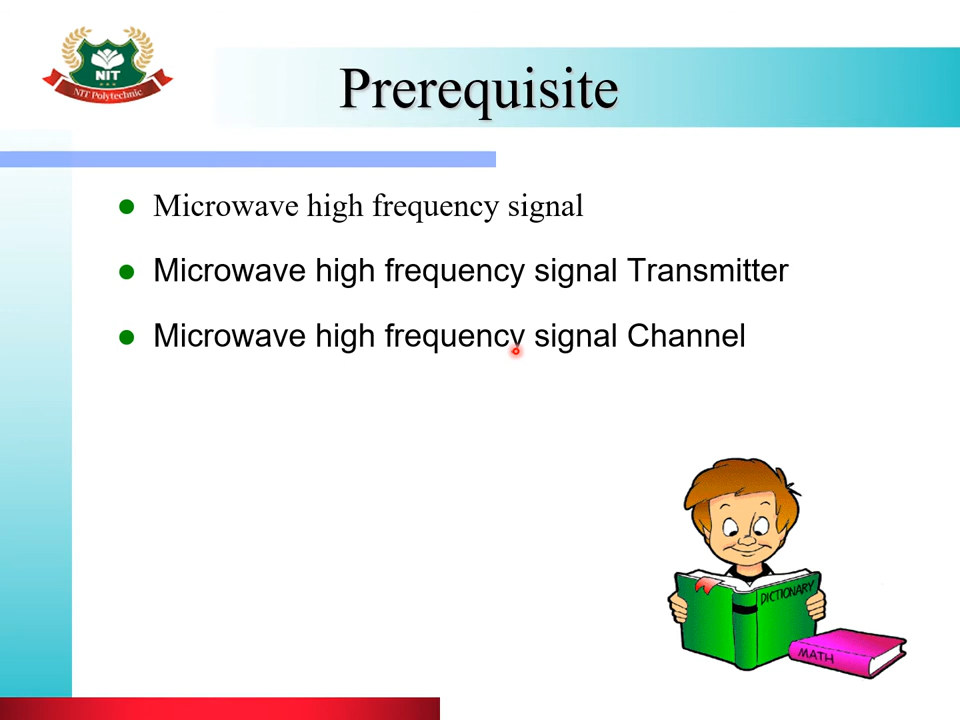 NIT
NIT Polytechnic
Prerequisite
Microwave high frequency signal
Microwave high frequency signal Transmitter
Microwave high frequency signal Channel
DICTIONARY
MATH